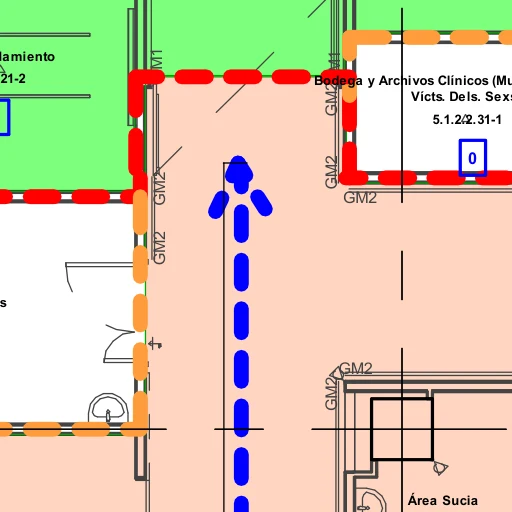 lamiento
21-2
GM1
M1
Bodega y Archivos Clínicos (Mu
Vícts. Dels. Sexs
5.1.2.2.31-1
0
GM2
GM2
GM2
GM2
GM2
GM2
GM2
s
Área Sucia